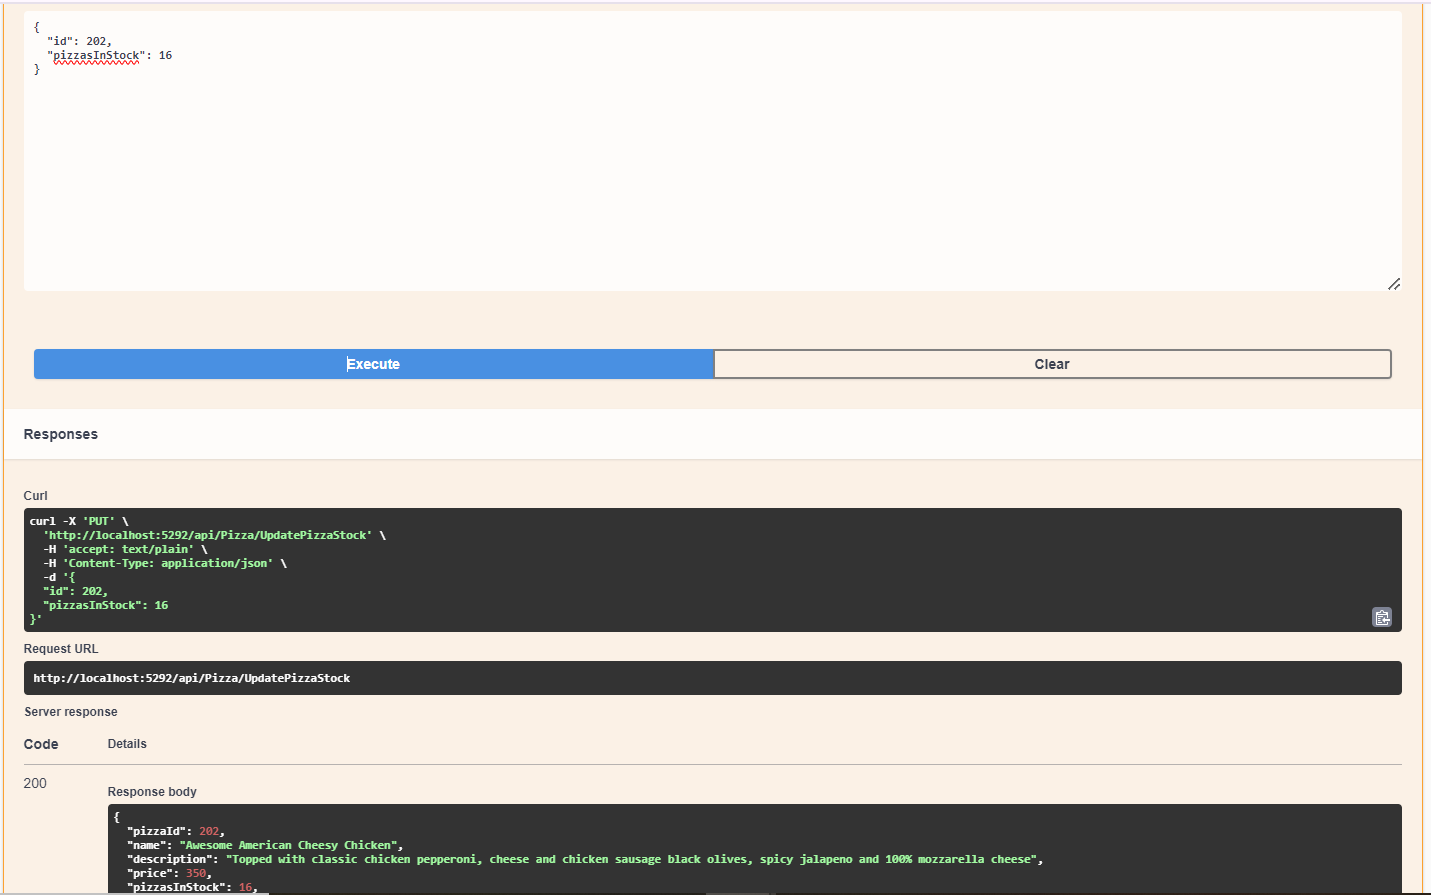 {
"id": 202,
"pizzasInStock": 16
}
Execute
Clear
Responses
Curl
curl -X 'PUT' \
'http://localhost:5292/api/Pizza/UpdatePizzaStock' \
-H 'accept: text/plain' \
-H 'Content-Type: application/json' \
-d '{
"id": 202,
"pizzasInStock": 16
}'
Request URL
http://localhost:5292/api/Pizza/UpdatePizzaStock
Server response
Code Details
200
Response body
{
"pizzaId": 202,
"name": "Awesome American Cheesy Chicken",
"description": "Topped with classic chicken pepperoni, cheese and chicken sausage black olives, spicy jalapeno and 100% mozzarella cheese",
"price": 350,
"pizzasInStock": 16,